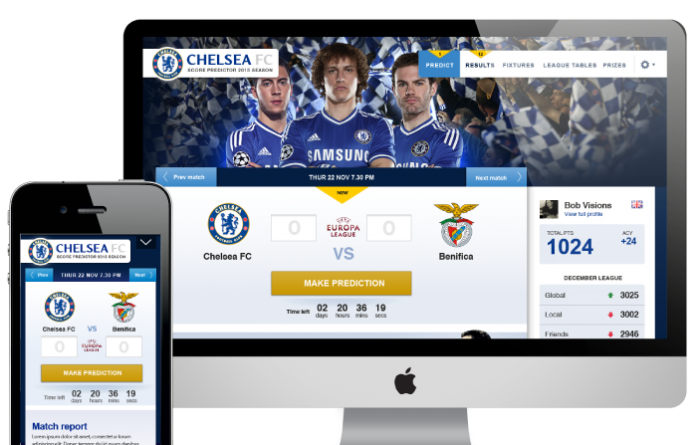 CHELSEA FC
SCORE PREDICTOR 2013 SEASON
PREDICT RESULTS FIXTURES LEAGUE TABLES PRIZES
SAMSUNG
Prev match THUR 22 NOV 7.30 PM Next match
NEW
0 UEFA EUROPA LEAGUE 0
VS
Chelsea FC Benifica
MAKE PREDICTION
Time left 02 days 20 hours 36 mins 19 secs
Bob Visions
View full profile
TOTAL PTS ACY
1024 +24
DECEMBER LEAGUE
Global 3025
Local 3002
Friends 2946
CHELSEA FC
SCORE PREDICTOR 2013 SEASON
Prev THUR 22 NOV 7.30 PM Next
Chelsea FC VS Benifica
0 EUROPA LEAGUE 0
MAKE PREDICTION
Time left 02 days 20 hours 36 mins 19 secs
Match report
Lorem ipsum dolor sit amet, consectetur ipsum